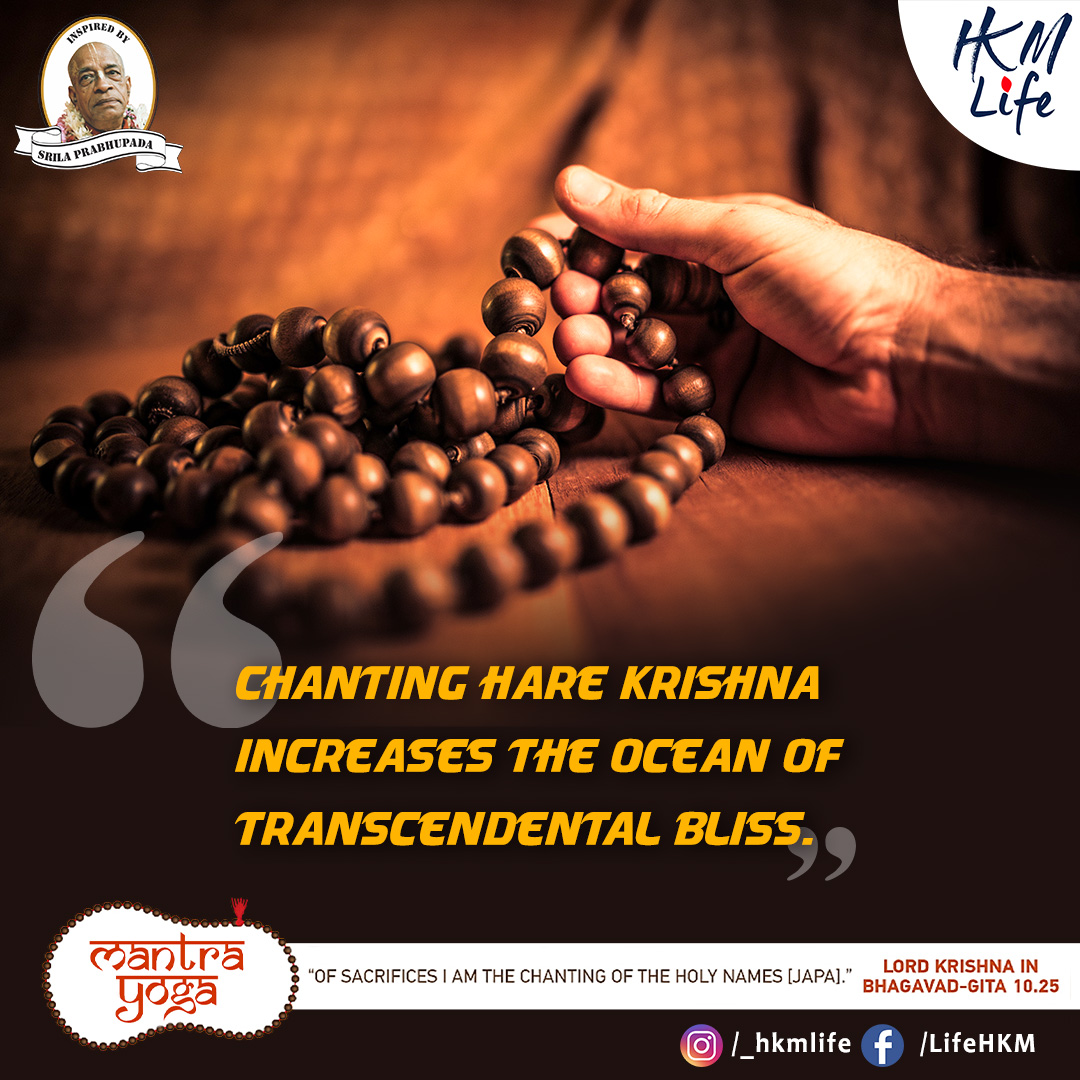 INSPIRED BY
SRILA PRABHUPADA
HKM
Life
CHANTING HARE KRISHNA
INCREASES THE OCEAN OF
TRANSCENDENTAL BLISS.
mantra
yoga
"OF SACRIFICES I AM THE CHANTING OF THE HOLY NAMES [JAPA]."
LORD KRISHNA IN
BHAGAVAD-GITA 10.25
/_hkmlife
/LifeHKM